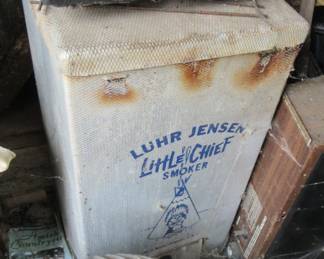 LUHR JENSEN
LittlE CHiEF
SMOKER